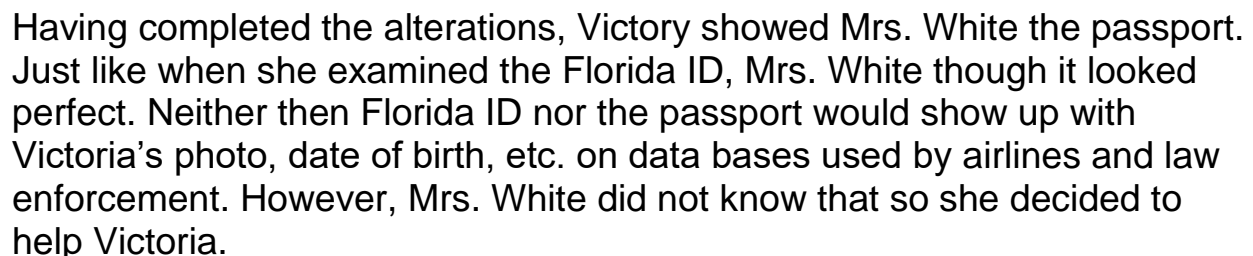 Having completed the alterations, Victory showed Mrs. White the passport.
Just like when she examined the Florida ID, Mrs. White though it looked
perfect. Neither then Florida ID nor the passport would show up with
Victoria’s photo, date of birth, etc. on data bases used by airlines and law
enforcement. However, Mrs. White did not know that so she decided to
help Victoria.